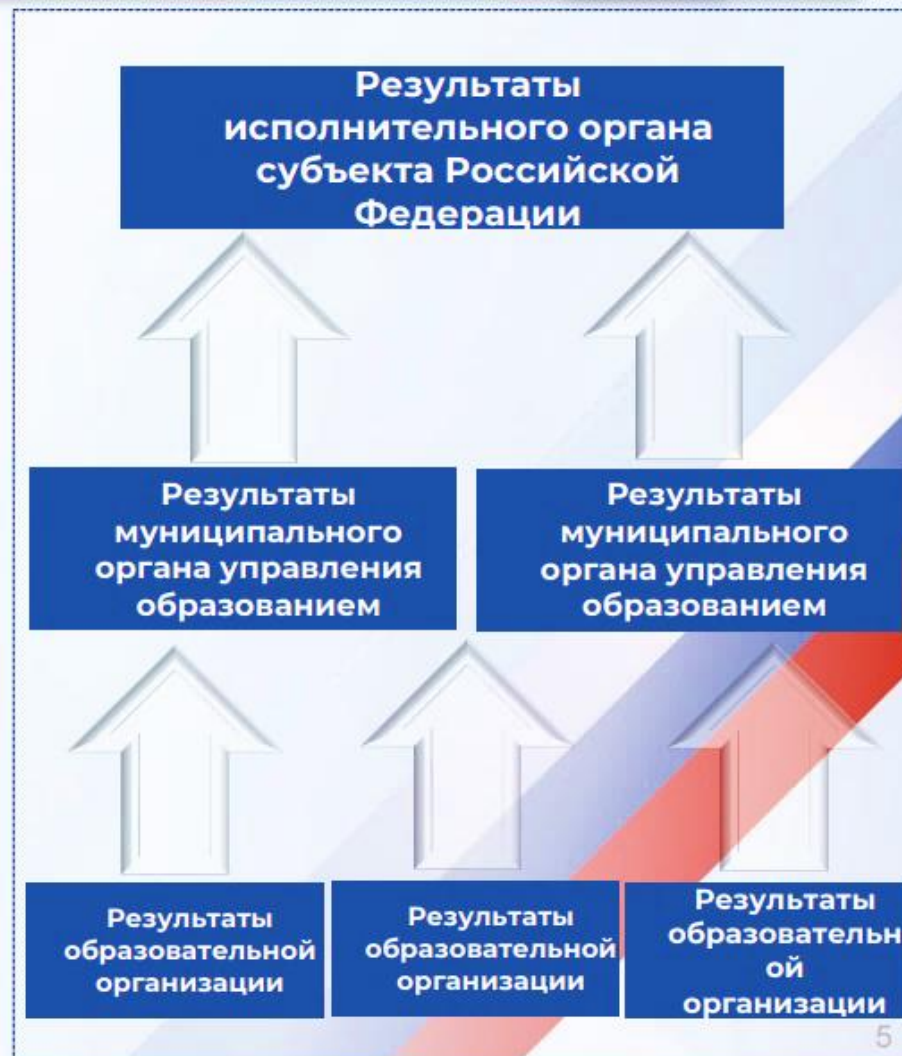 Результаты
исполнительного органа
субъекта Российской
Федерации
Результаты
муниципального
органа управления
образованием
Результаты
муниципального
органа управления
образованием
Результаты
образовательной
организации
Результаты
образовательной
организации
Результаты
образовательн
ой
организации
5